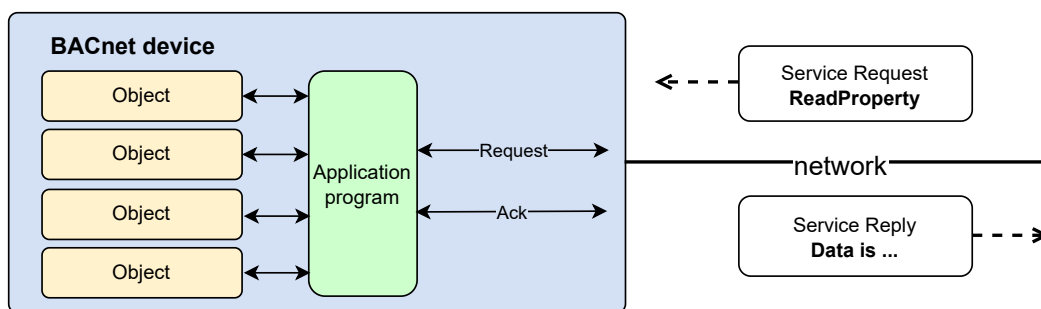 BACnet device
Object
Object
Object
Object
Application
program
Request
Ack
Service Request
ReadProperty
network
Service Reply
Data is ...